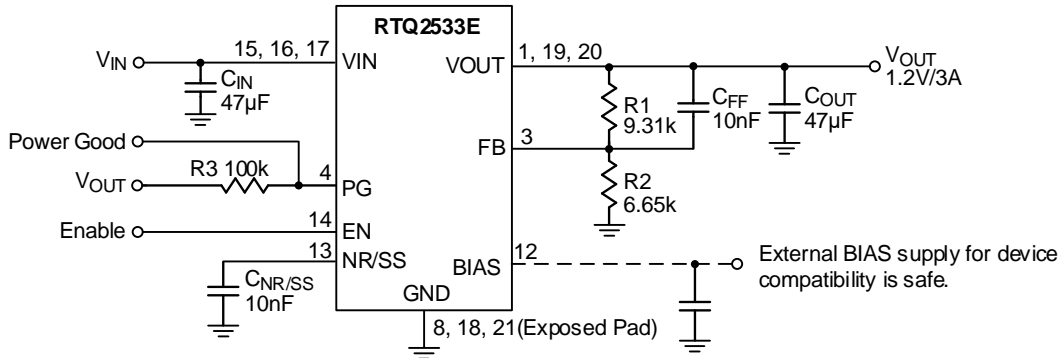 RTQ2533E
VIN
15, 16, 17
VIN
CIN
47µF
VOUT
1, 19, 20
VOUT
1.2V/3A
R1
9.31k
CFF
10nF
COUT
47µF
FB
3
R2
6.65k
Power Good
VOUT
R3 100k
4
PG
Enable
14
EN
13
NR/SS
CNR/SS
10nF
BIAS
12
External BIAS supply for device
compatibility is safe.
GND
8, 18, 21(Exposed Pad)